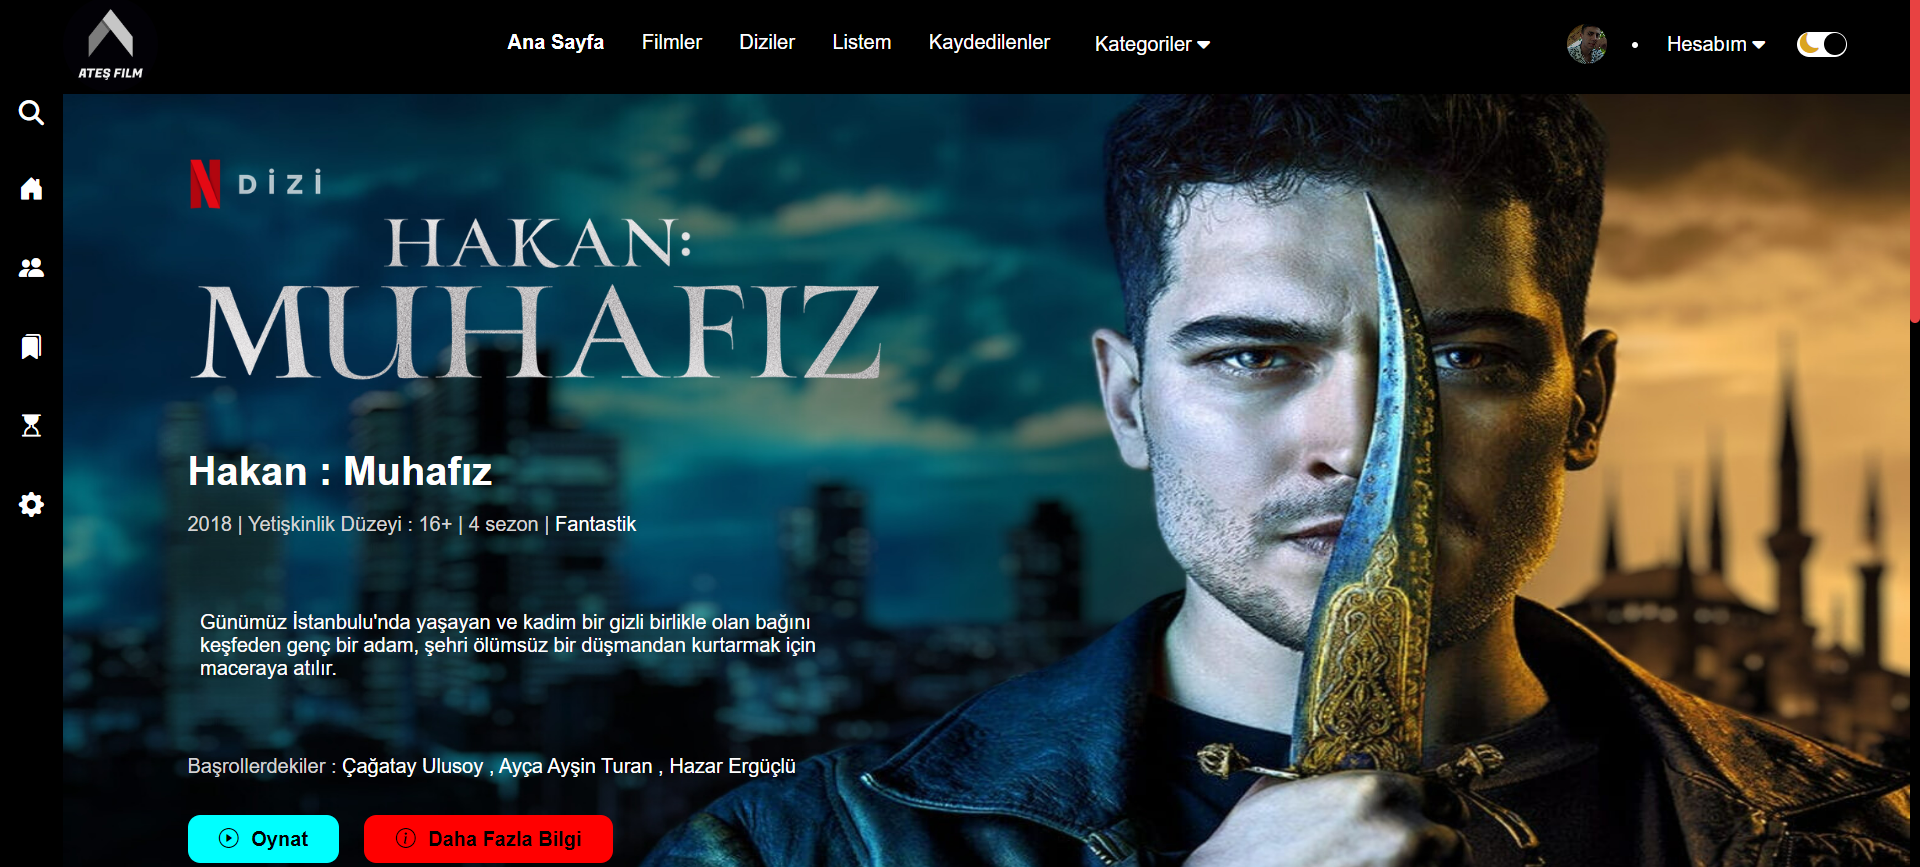 ATEŞ FILM
Ana Sayfa Filmler Diziler Listem Kaydedilenler Kategoriler
Hesabım
N DİZİ
HAKAN:
MUHAFIZ
Hakan : Muhafız
2018 | Yetişkinlik Düzeyi : 16+ | 4 sezon | Fantastik
Günümüz İstanbulu'nda yaşayan ve kadim bir gizli birlikle olan bağını
keşfeden genç bir adam, şehri ölümsüz bir düşmandan kurtarmak için
maceraya atılır.
Başrollerdekiler : Çağatay Ulusoy , Ayça Ayşin Turan , Hazar Ergüçlü
Oynat
Daha Fazla Bilgi